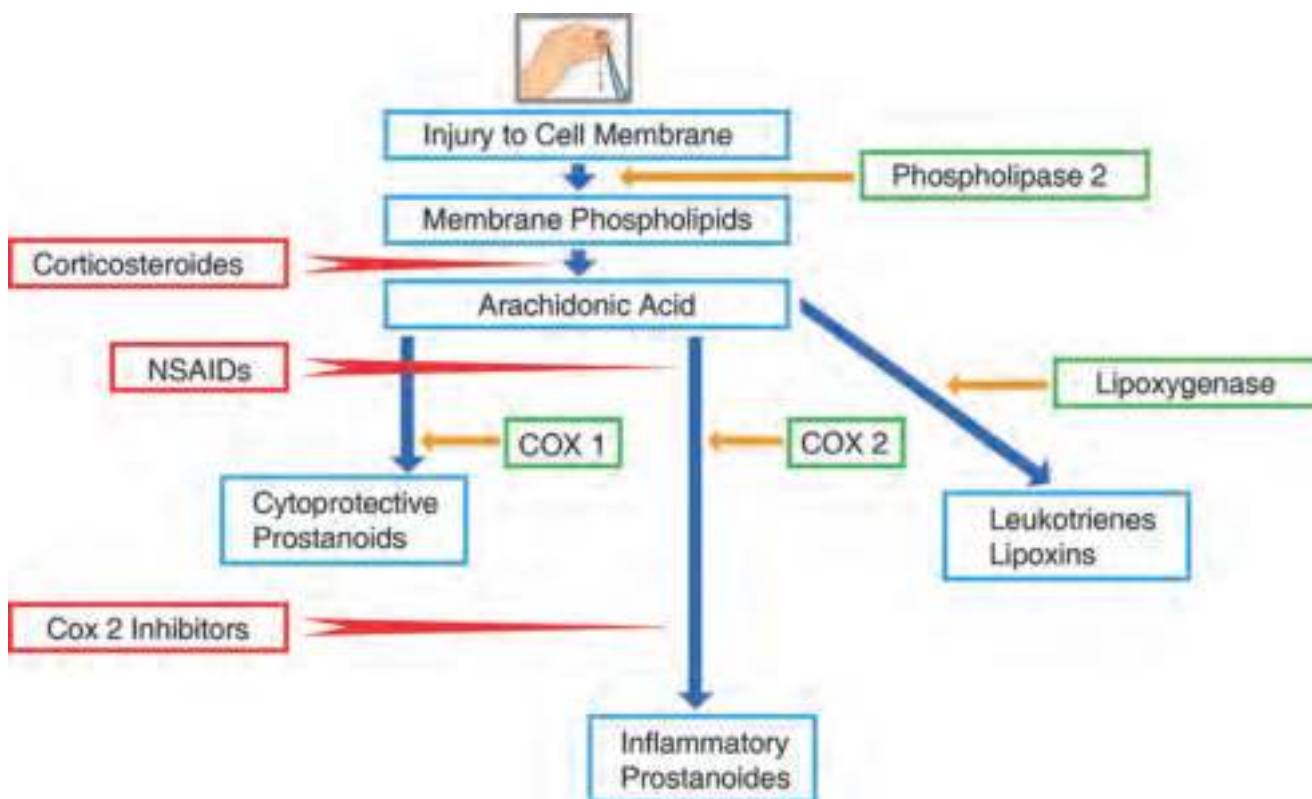 Injury to Cell Membrane
Phospholipase 2
Membrane Phospholipids
Corticosteroides
Arachidonic Acid
NSAIDs
Lipoxygenase
COX 1
COX 2
Cytoprotective
Prostanoids
Leukotrienes
Lipoxins
Cox 2 Inhibitors
Inflammatory
Prostanoides